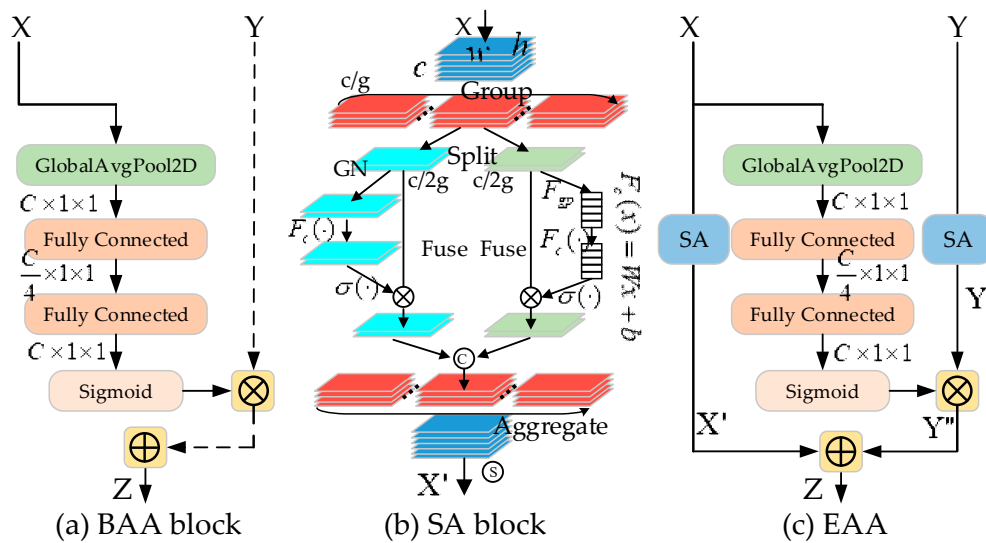 X
Y
GlobalAvgPool2D
C × 1 × 1
Fully Connected
C/4 × 1 × 1
Fully Connected
C × 1 × 1
Sigmoid
⊗
⊕
Z
(a) BAA block
X
c
w
h
c/g
Group
Split
GN
c/2g
c/2g
F_gp
F_c(·)
F_c(·)
F_c(x) = Wx + b
Fuse
Fuse
σ(·)
σ(·)
⊗
⊗
C
Aggregate
X'
S
(b) SA block
X
Y
GlobalAvgPool2D
C × 1 × 1
SA
Fully Connected
SA
C/4 × 1 × 1
Y
Fully Connected
C × 1 × 1
Sigmoid
⊗
X'
Y"
⊕
Z
(c) EAA